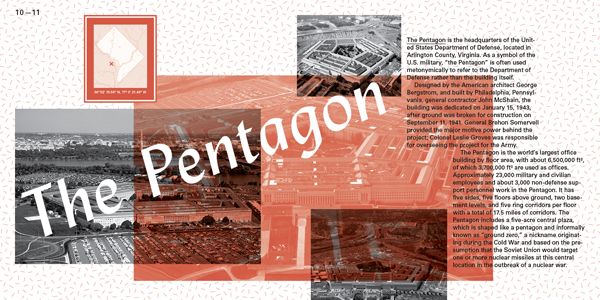 10—11
The Pentagon
The Pentagon is the headquarters of the Unit-
ed States Department of Defense, located in
Arlington County, Virginia. As a symbol of the
U.S. military, “the Pentagon” is often used
metonymically to refer to the Department of
Defense rather than the building itself.
Designed by the American architect George
Bergstrom, and built by Philadelphia, Pennsyl-
vania, general contractor John McShain, the
building was dedicated on January 15, 1943,
after ground was broken for construction on
September 11, 1941. General Brehon Somervell
provided the major motive power behind the
project; Colonel Leslie Groves was responsible
for overseeing the project for the Army.
The Pentagon is the world’s largest office
building by floor area, with about 6,500,000 ft²,
of which 3,700,000 ft² are used as offices.
Approximately 23,000 military and civilian
employees and about 3,000 non-defense sup-
port personnel work in the Pentagon. It has
five sides, five floors above ground, two base-
ment levels, and five ring corridors per floor
with a total of 17.5 miles of corridors. The
Pentagon includes a five-acre central plaza,
which is shaped like a pentagon and informally
known as “ground zero,” a nickname originat-
ing during the Cold War and based on the pre-
sumption that the Soviet Union would target
one or more nuclear missiles at this central
location in the outbreak of a nuclear war.